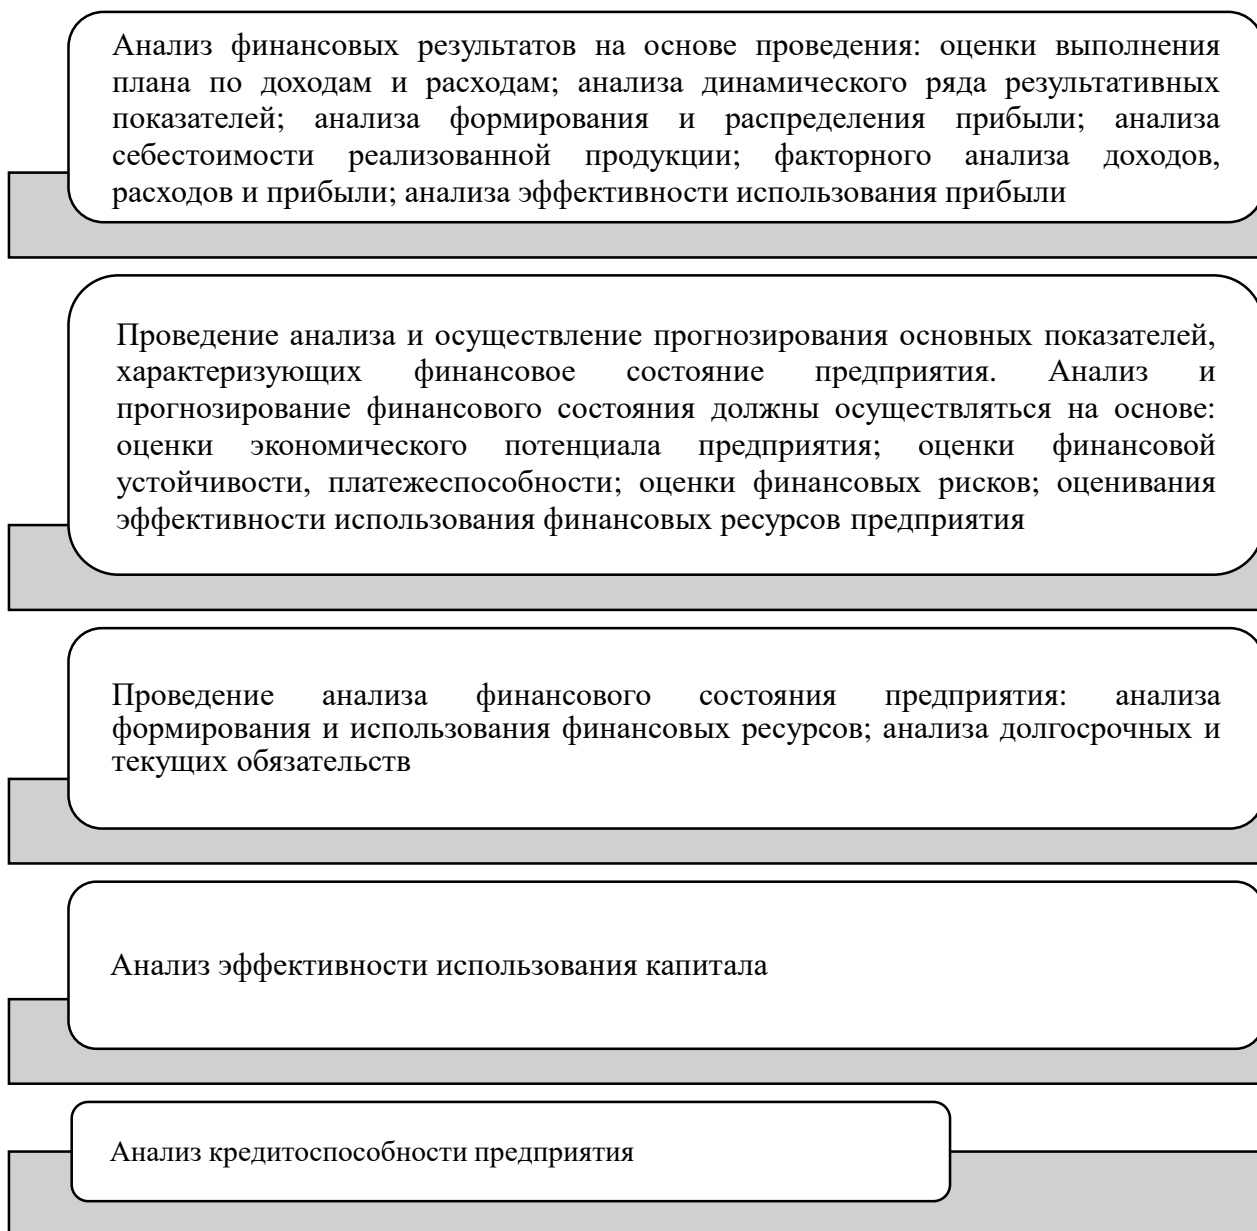 Анализ финансовых результатов на основе проведения: оценки выполнения
плана по доходам и расходам; анализа динамического ряда результативных
показателей; анализа формирования и распределения прибыли; анализа
себестоимости реализованной продукции; факторного анализа доходов,
расходов и прибыли; анализа эффективности использования прибыли
Проведение анализа и осуществление прогнозирования основных показателей,
характеризующих финансовое состояние предприятия. Анализ и
прогнозирование финансового состояния должны осуществляться на основе:
оценки экономического потенциала предприятия; оценки финансовой
устойчивости, платежеспособности; оценки финансовых рисков; оценивания
эффективности использования финансовых ресурсов предприятия
Проведение анализа финансового состояния предприятия: анализа
формирования и использования финансовых ресурсов; анализа долгосрочных и
текущих обязательств
Анализ эффективности использования капитала
Анализ кредитоспособности предприятия